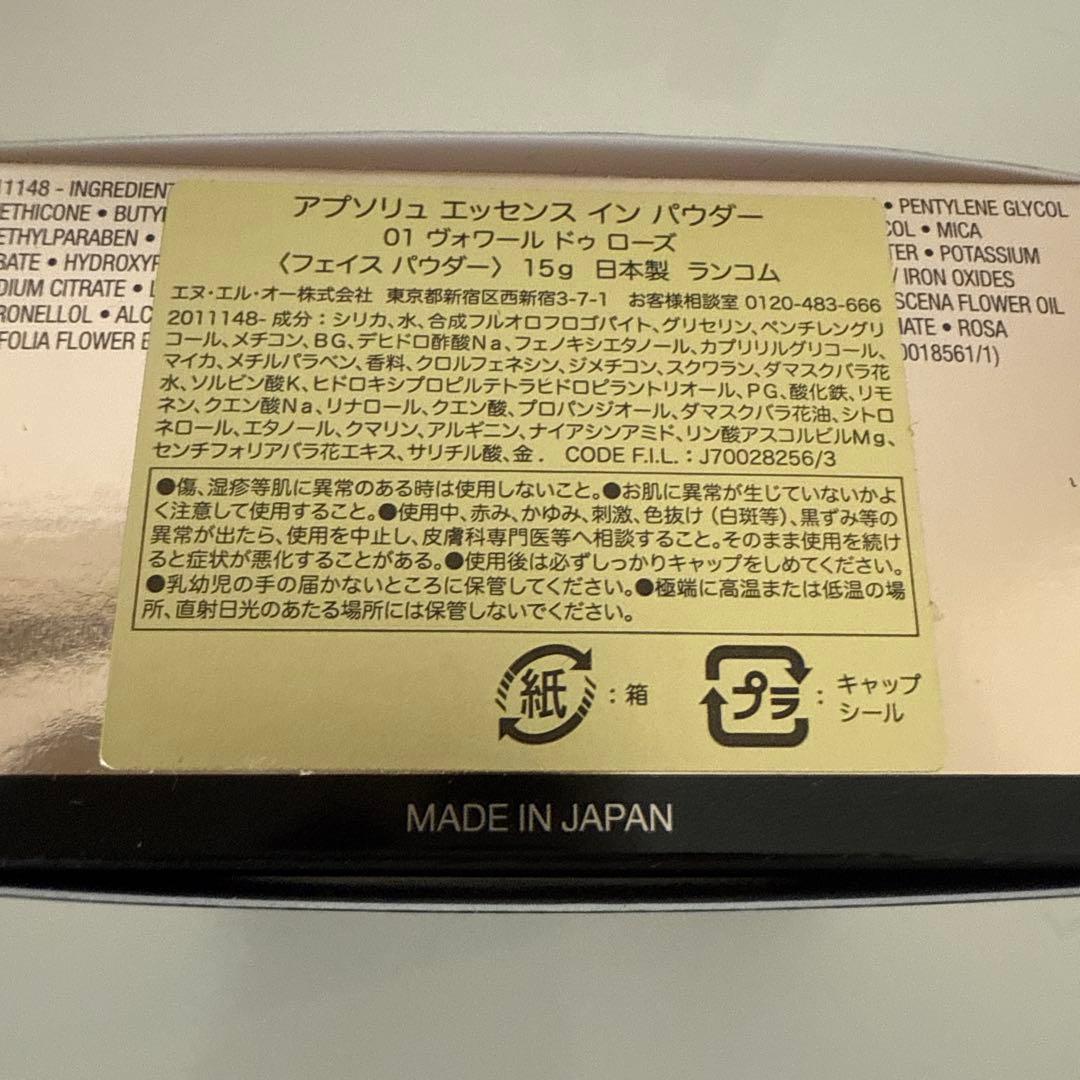 11148 - INGREDIENT
ETHICONE • BUTY
ETHYLPARABEN •
• HYDROXYP
DIUM CITRATE •
RONELLOL • ALC
FOLIA FLOWER E
アプソリュ エッセンス イン パウダー
01 ヴォワール ドゥ ローズ
〈フェイス パウダー〉 15g 日本製 ランコム
エヌ・エル・オー株式会社 東京都新宿区西新宿3-7-1 お客様相談室 0120-483-666
2011148- 成分：シリカ、水、合成フルオロフロゴパイト、グリセリン、ペンチレングリ
コール、メチコン、BG、デヒドロ酢酸Na、フェノキシエタノール、カプリリルグリコール、
マイカ、メチルパラベン、香料、クロルフェネシン、ジメチコン、スクワラン、ダマスクバラ花
水、ソルビン酸K、ヒドロキシプロピルテトラヒドロピラントリオール、PG、酸化鉄、リモ
ネン、クエン酸Na、リナロール、クエン酸、プロパンジオール、ダマスクバラ花油、シトロ
ネロール、エタノール、クマリン、アルギニン、ナイアシンアミド、リン酸アスコルビルMg、
センチフォリアバラ花エキス、サリチル酸、金． CODE F.I.L.：J70028256/3
●傷、湿疹等肌に異常のある時は使用しないこと。●お肌に異常が生じていないかよ
く注意して使用すること。●使用中、赤み、かゆみ、刺激、色抜け（白斑等）、黒ずみ等の
異常が出たら、使用を中止し、皮膚科専門医等へ相談すること。そのまま使用を続け
ると症状が悪化することがある。●使用後は必ずしっかりキャップをしめてください。
●乳幼児の手の届かないところに保管してください。●極端に高温または低温の場
所、直射日光のあたる場所には保管しないでください。
紙：箱
プラ：キャップ
シール
• PENTYLENE GLYCOL
COL • MICA
TER • POTASSIUM
/ IRON OXIDES
SCENA FLOWER OIL
ATE • ROSA
0018561/1)
MADE IN JAPAN